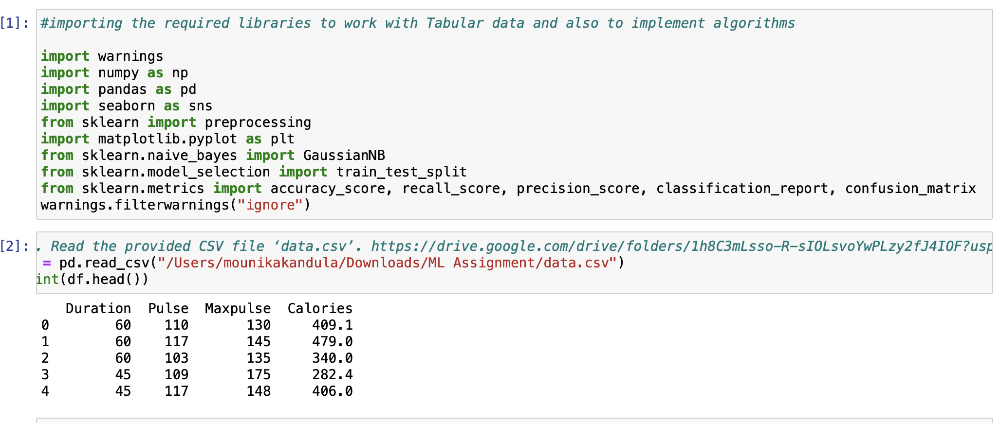 [1]: #importing the required libraries to work with Tabular data and also to implement algorithms
import warnings
import numpy as np
import pandas as pd
import seaborn as sns
from sklearn import preprocessing
import matplotlib.pyplot as plt
from sklearn.naive_bayes import GaussianNB
from sklearn.model_selection import train_test_split
from sklearn.metrics import accuracy_score, recall_score, precision_score, classification_report, confusion_matrix
warnings.filterwarnings("ignore")
[2]: . Read the provided CSV file ‘data.csv’. https://drive.google.com/drive/folders/1h8C3mLsso-R-sIOLsvoYwPLzy2fJ4IOF?usp
= pd.read_csv("/Users/mounikakandula/Downloads/ML Assignment/data.csv")
int(df.head())
Duration Pulse Maxpulse Calories
0 60 110 130 409.1
1 60 117 145 479.0
2 60 103 135 340.0
3 45 109 175 282.4
4 45 117 148 406.0